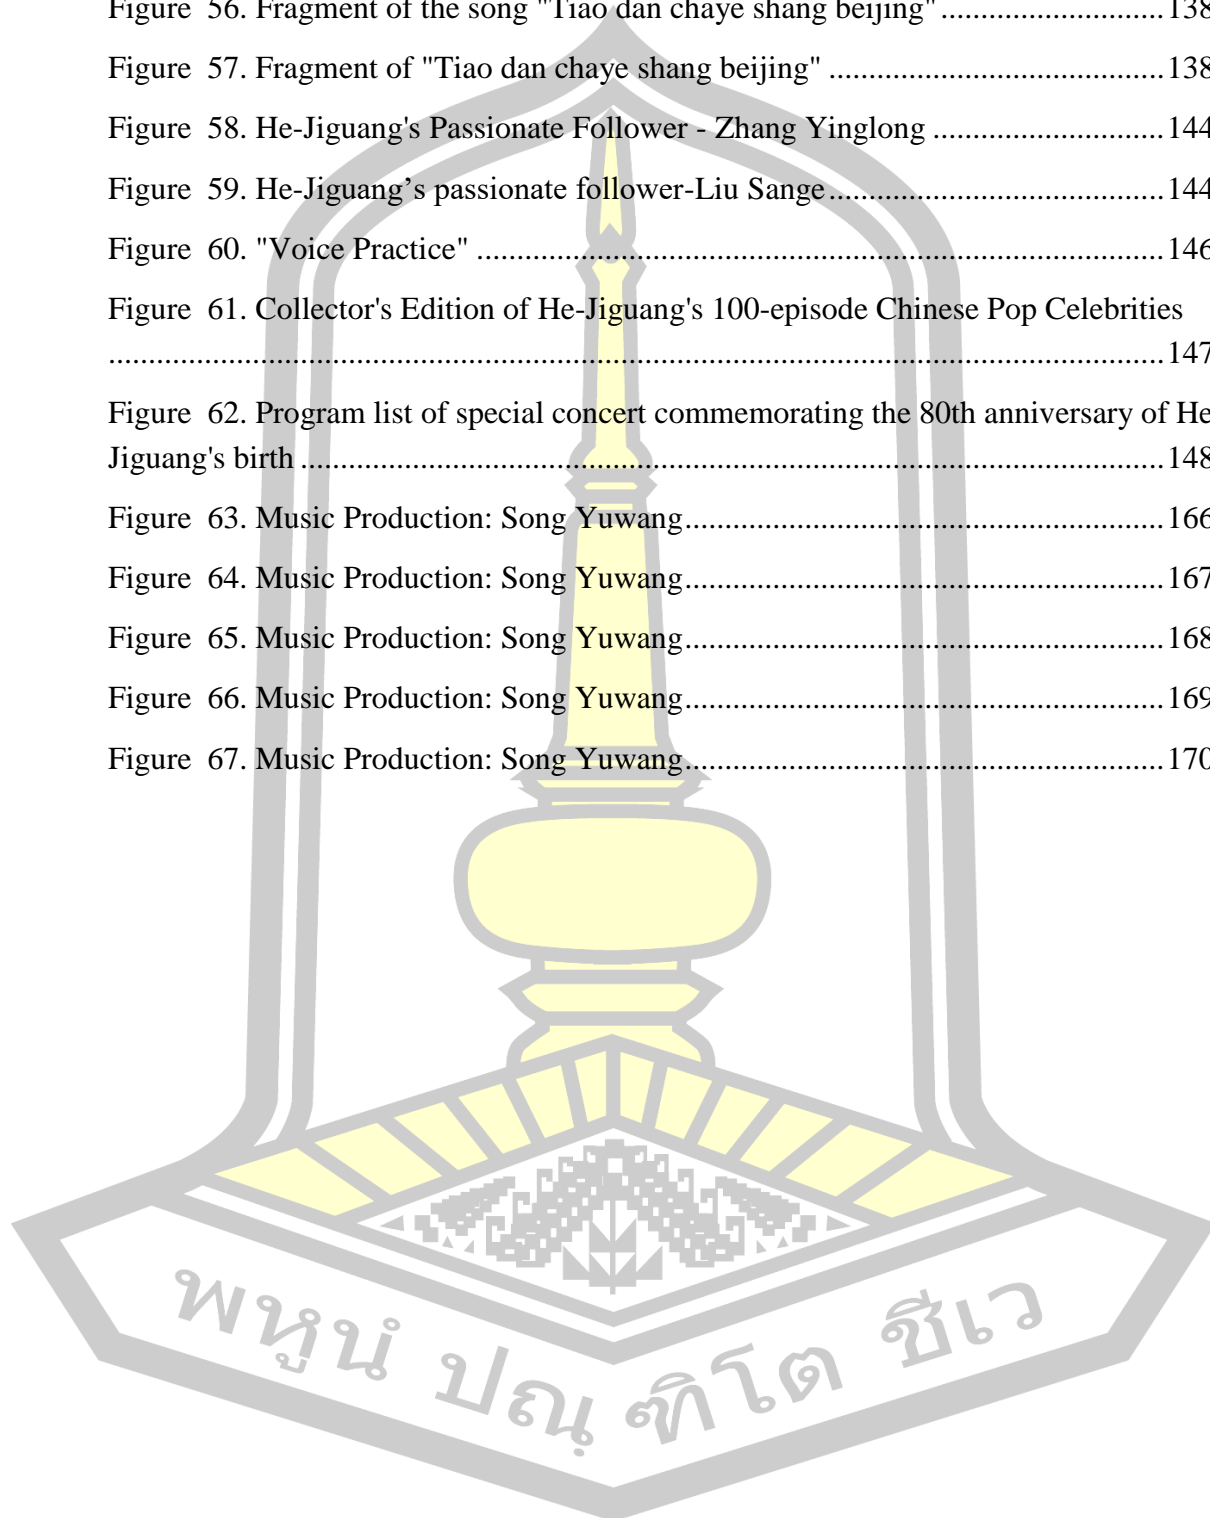 Figure 56. Fragment of the song "Tiao dan chaye shang beijing"........................138
Figure 57. Fragment of "Tiao dan chaye shang beijing" ..........................................138
Figure 58. He-Jiguang's Passionate Follower - Zhang Yinglong .............................144
Figure 59. He-Jiguang’s passionate follower-Liu Sange..........................................144
Figure 60. "Voice Practice" ......................................................................................146
Figure 61. Collector's Edition of He-Jiguang's 100-episode Chinese Pop Celebrities
....................................................................................................................................147
Figure 62. Program list of special concert commemorating the 80th anniversary of He
Jiguang's birth .............................................................................................................148
Figure 63. Music Production: Song Yuwang............................................................166
Figure 64. Music Production: Song Yuwang............................................................167
Figure 65. Music Production: Song Yuwang............................................................168
Figure 66. Music Production: Song Yuwang............................................................169
Figure 67. Music Production: Song Yuwang............................................................170
พหูนํ ปณฺฑิโต ชีเว